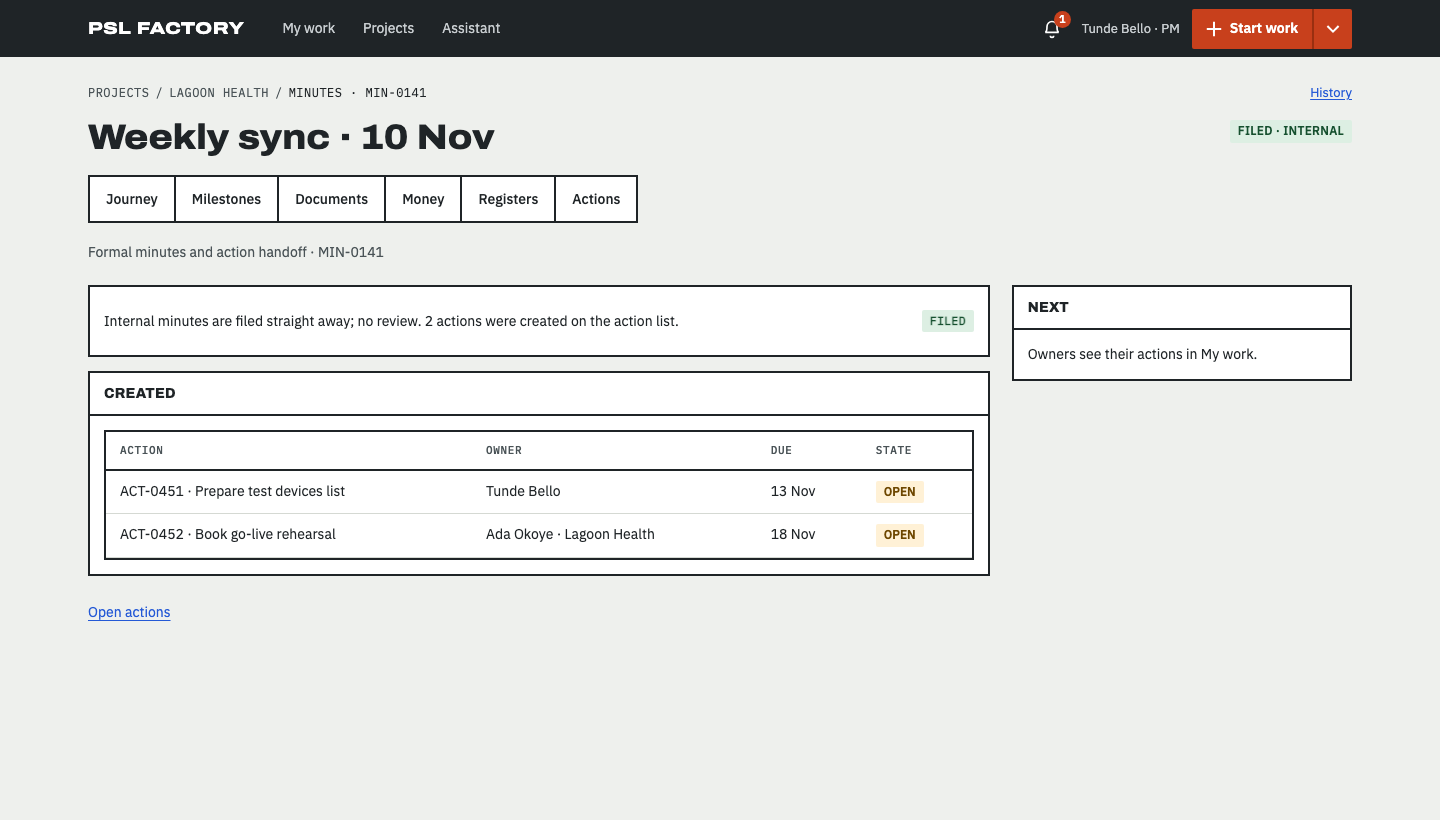 PSL FACTORY
My work
Projects
Assistant
1
Tunde Bello · PM
Start work
PROJECTS / LAGOON HEALTH / MINUTES · MIN-0141
History
Weekly sync · 10 Nov
FILED · INTERNAL
Journey
Milestones
Documents
Money
Registers
Actions
Formal minutes and action handoff · MIN-0141
Internal minutes are filed straight away; no review. 2 actions were created on the action list.
FILED
NEXT
Owners see their actions in My work.
CREATED
ACTION OWNER DUE STATE
ACT-0451 · Prepare test devices list Tunde Bello 13 Nov OPEN
ACT-0452 · Book go-live rehearsal Ada Okoye · Lagoon Health 18 Nov OPEN
Open actions